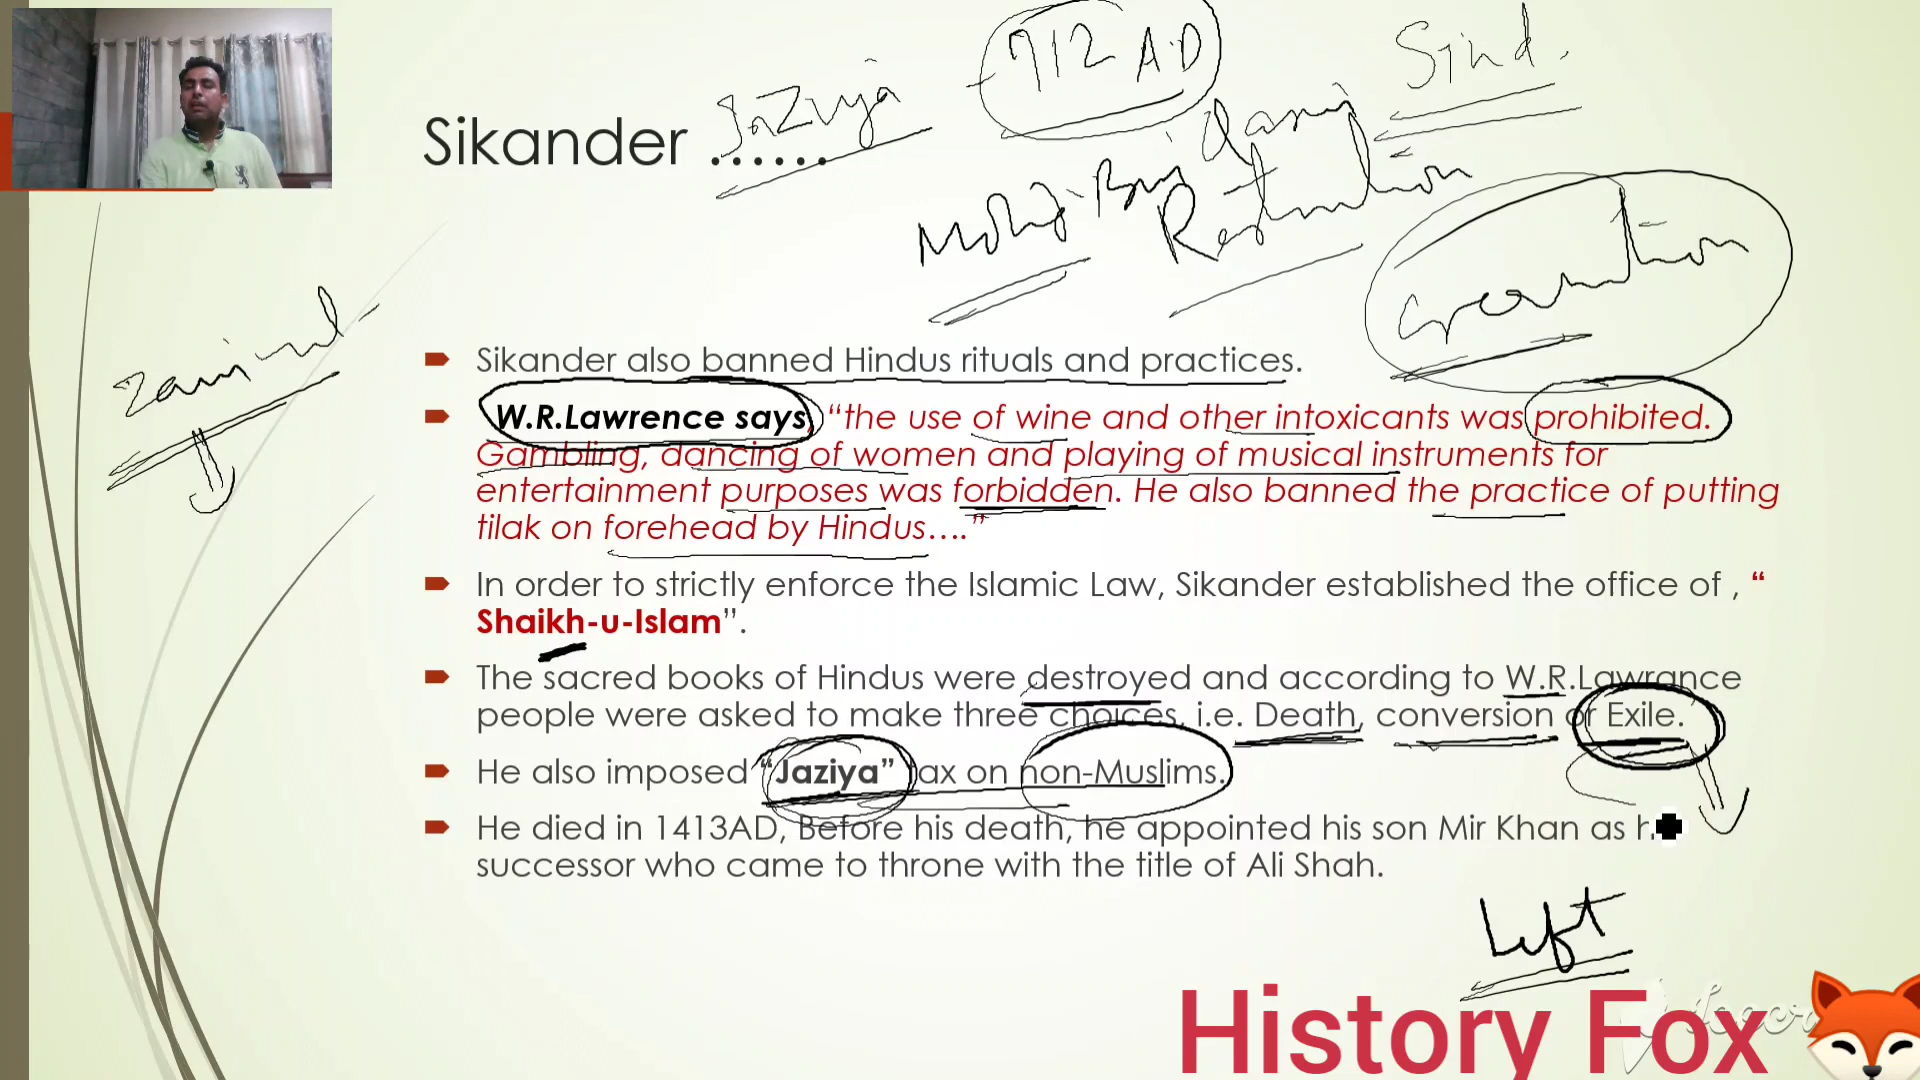 712 AD
Sind.
Jaziya
Sikander ......
Mohd. Bin
Qasim
Zainul
Sikander also banned Hindus rituals and practices.
W.R.Lawrence says, “the use of wine and other intoxicants was prohibited.
Gambling, dancing of women and playing of musical instruments for
entertainment purposes was forbidden. He also banned the practice of putting
tilak on forehead by Hindus….”
In order to strictly enforce the Islamic Law, Sikander established the office of , “
Shaikh-u-Islam”.
The sacred books of Hindus were destroyed and according to W.R.Lawrance
people were asked to make three choices, i.e. Death, conversion or Exile.
He also imposed “Jaziya” tax on non-Muslims.
He died in 1413AD, Before his death, he appointed his son Mir Khan as
successor who came to throne with the title of Ali Shah.
Left
History Fox